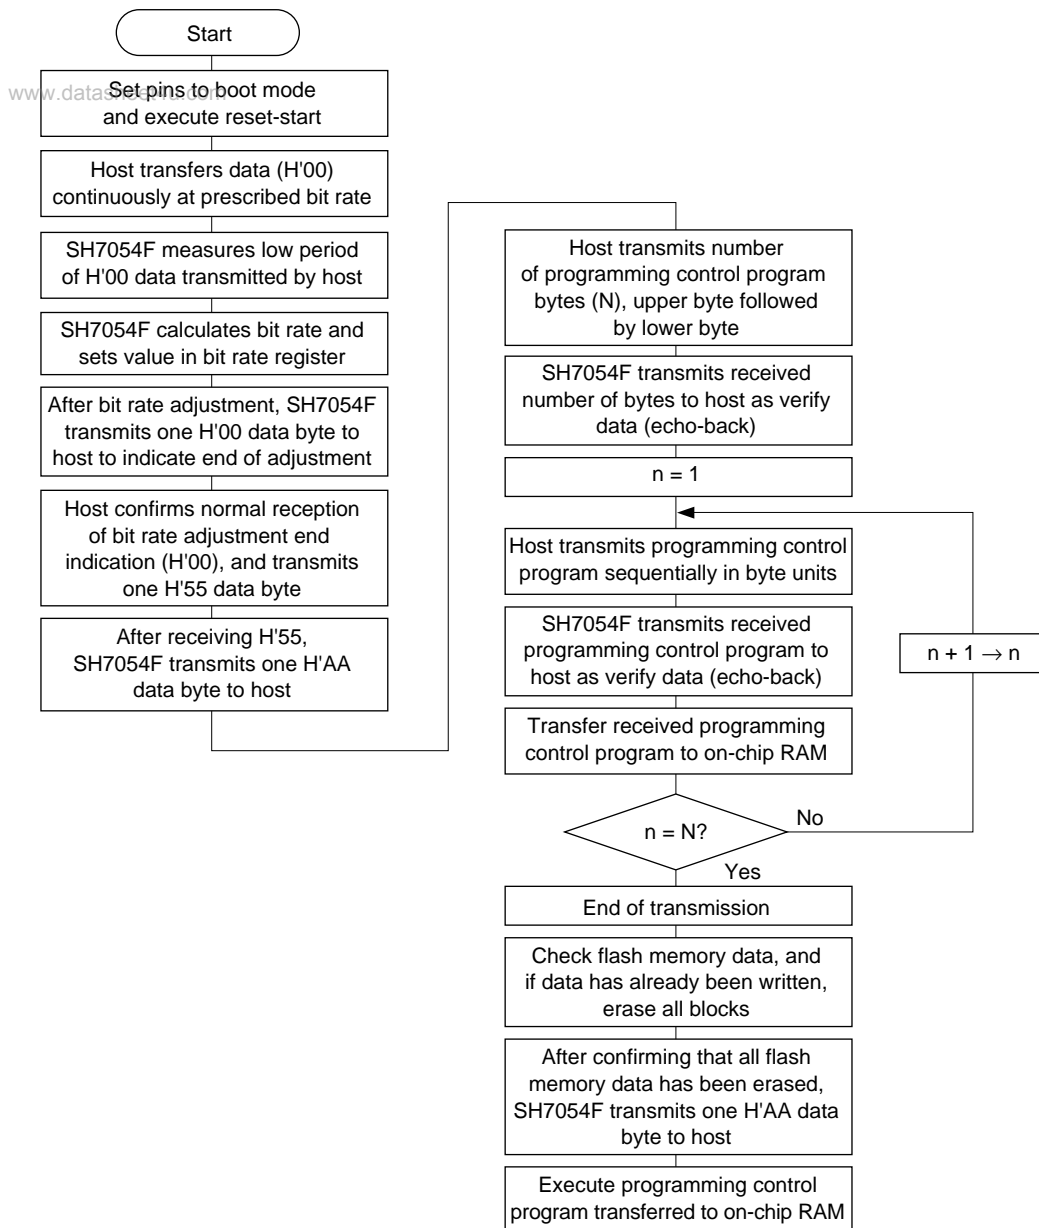 Start
www.datasheet4u.com
Set pins to boot mode
and execute reset-start
Host transfers data (H'00)
continuously at prescribed bit rate
SH7054F measures low period
of H'00 data transmitted by host
SH7054F calculates bit rate and
sets value in bit rate register
After bit rate adjustment, SH7054F
transmits one H'00 data byte to
host to indicate end of adjustment
Host confirms normal reception
of bit rate adjustment end
indication (H'00), and transmits
one H'55 data byte
After receiving H'55,
SH7054F transmits one H'AA
data byte to host
Host transmits number
of programming control program
bytes (N), upper byte followed
by lower byte
SH7054F transmits received
number of bytes to host as verify
data (echo-back)
n = 1
Host transmits programming control
program sequentially in byte units
SH7054F transmits received
programming control program to
host as verify data (echo-back)
n + 1 → n
Transfer received programming
control program to on-chip RAM
n = N?
No
Yes
End of transmission
Check flash memory data, and
if data has already been written,
erase all blocks
After confirming that all flash
memory data has been erased,
SH7054F transmits one H'AA data
byte to host
Execute programming control
program transferred to on-chip RAM